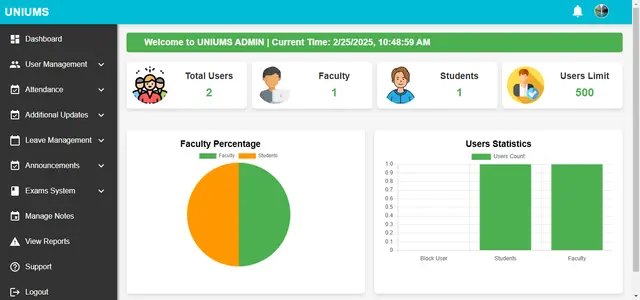 UNIUMS
Dashboard
User Management
Attendance
Additional Updates
Leave Management
Announcements
Exams System
Manage Notes
View Reports
Support
Logout
Welcome to UNIUMS ADMIN | Current Time: 2/25/2025, 10:48:59 AM
Total Users
2
Faculty
1
Students
1
Users Limit
500
Faculty Percentage
Faculty Students
Users Statistics
Users Count
1.0
0.9
0.8
0.7
0.6
0.5
0.4
0.3
0.2
0.1
0
Block User Students Faculty